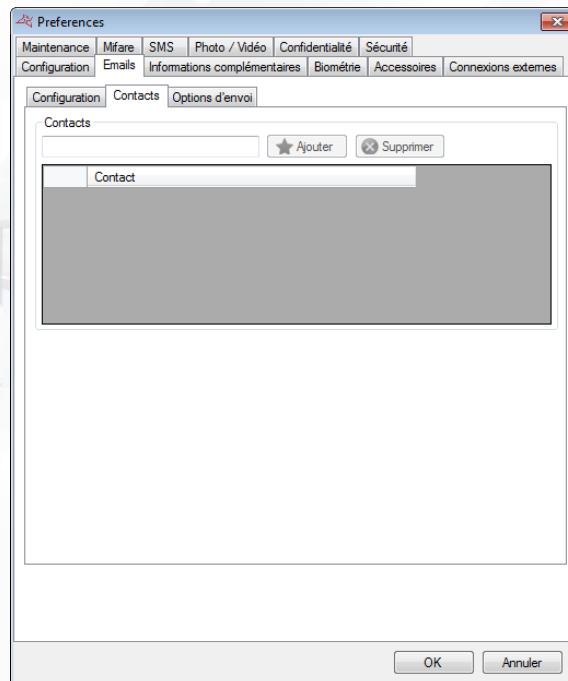 Preferences
Maintenance Mifare SMS Photo / Vidéo Confidentialité Sécurité
Configuration Emails Informations complémentaires Biométrie Accessoires Connexions externes
Configuration Contacts Options d'envoi
Contacts
Ajouter Supprimer
Contact
OK Annuler